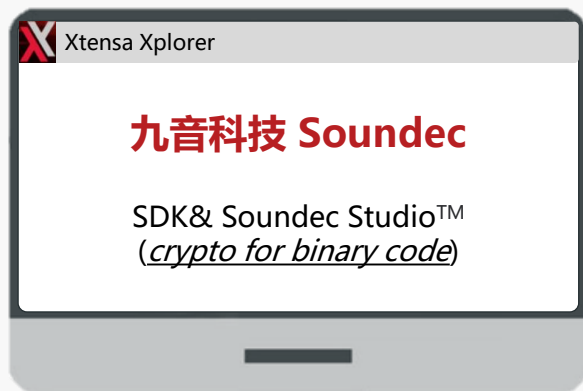 Xtensa Xplorer
九音科技 Soundec
SDK& Soundec Studio™
(crypto for binary code)